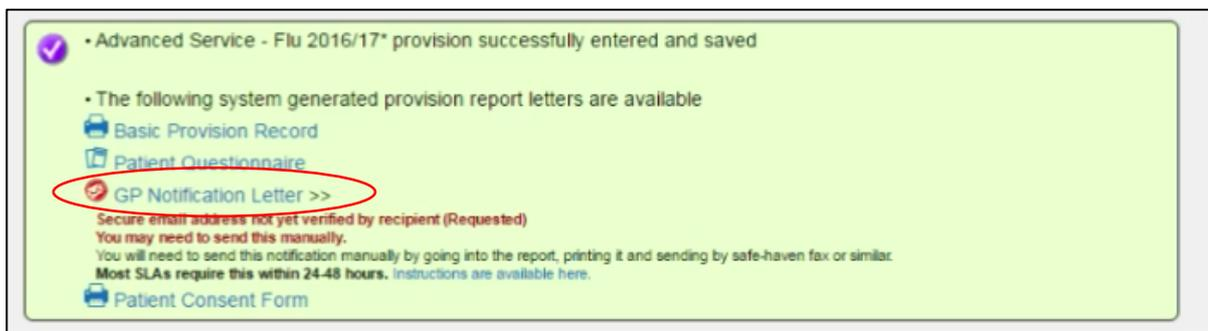 • Advanced Service - Flu 2016/17* provision successfully entered and saved
• The following system generated provision report letters are available
Basic Provision Record
Patient Questionnaire
GP Notification Letter >>
Secure email address not yet verified by recipient (Requested)
You may need to send this manually.
You will need to send this notification manually by going into the report, printing it and sending by safe-haven fax or similar.
Most SLAs require this within 24-48 hours. Instructions are available here.
Patient Consent Form